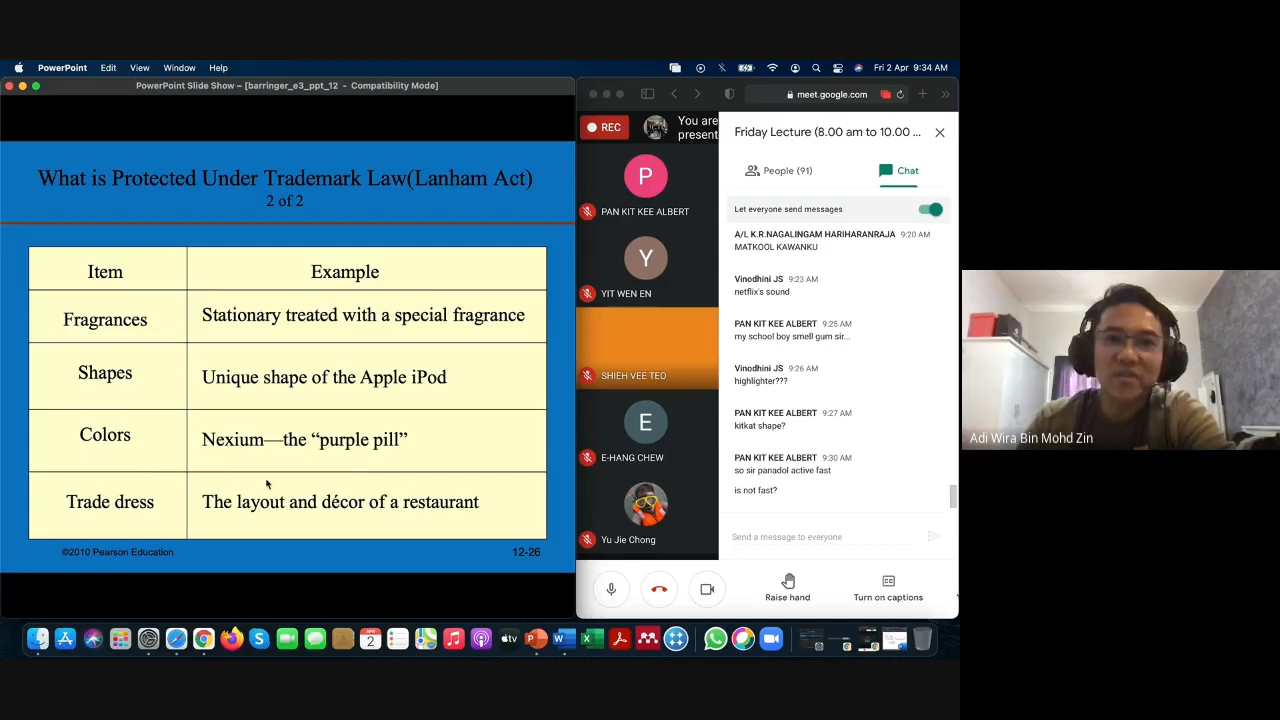 PowerPoint Edit View Window Help
Fri 2 Apr 9:34 AM
PowerPoint Slide Show – [barringer_e3_ppt_12 - Compatibility Mode]
What is Protected Under Trademark Law(Lanham Act)
2 of 2
Item Example
Fragrances Stationary treated with a special fragrance
Shapes Unique shape of the Apple iPod
Colors Nexium—the “purple pill”
Trade dress The layout and décor of a restaurant
©2010 Pearson Education 12-26
meet.google.com
REC
You are
present
P
PAN KIT KEE ALBERT
Y
YIT WEN EN
SHIEH VEE TEO
E
E-HANG CHEW
Yu Jie Chong
Friday Lecture (8.00 am to 10.00 ...
People (91) Chat
Let everyone send messages
A/L K.R.NAGALINGAM HARIHARANRAJA 9:20 AM
MATKOOL KAWANKU
Vinodhini JS 9:23 AM
netflix's sound
PAN KIT KEE ALBERT 9:25 AM
my school boy smell gum sir...
Vinodhini JS 9:26 AM
highlighter???
PAN KIT KEE ALBERT 9:27 AM
kitkat shape?
PAN KIT KEE ALBERT 9:30 AM
so sir panadol active fast
is not fast?
Send a message to everyone
Raise hand
Turn on captions
Adi Wira Bin Mohd Zin
2
tv